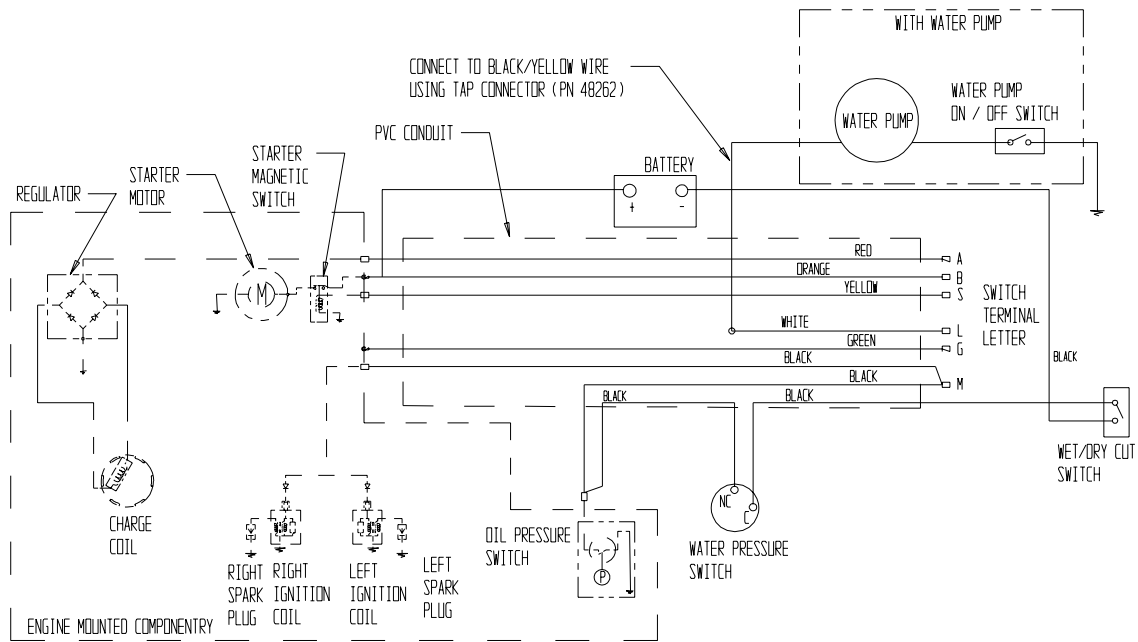 WITH WATER PUMP
CONNECT TO BLACK/YELLOW WIRE
USING TAP CONNECTOR (PN 48262)
WATER PUMP
WATER PUMP
ON / OFF SWITCH
PVC CONDUIT
STARTER
MAGNETIC
SWITCH
BATTERY
+
-
STARTER
MOTOR
REGULATOR
RED
A
ORANGE
B
M
YELLOW
S
SWITCH
TERMINAL
LETTER
WHITE
L
GREEN
G
BLACK
BLACK
BLACK
M
BLACK
BLACK
WET/DRY CUT
SWITCH
NC
C
CHARGE
COIL
OIL PRESSURE
SWITCH
WATER PRESSURE
SWITCH
P
RIGHT
SPARK
PLUG
RIGHT
IGNITION
COIL
LEFT
IGNITION
COIL
LEFT
SPARK
PLUG
ENGINE MOUNTED COMPONENTRY